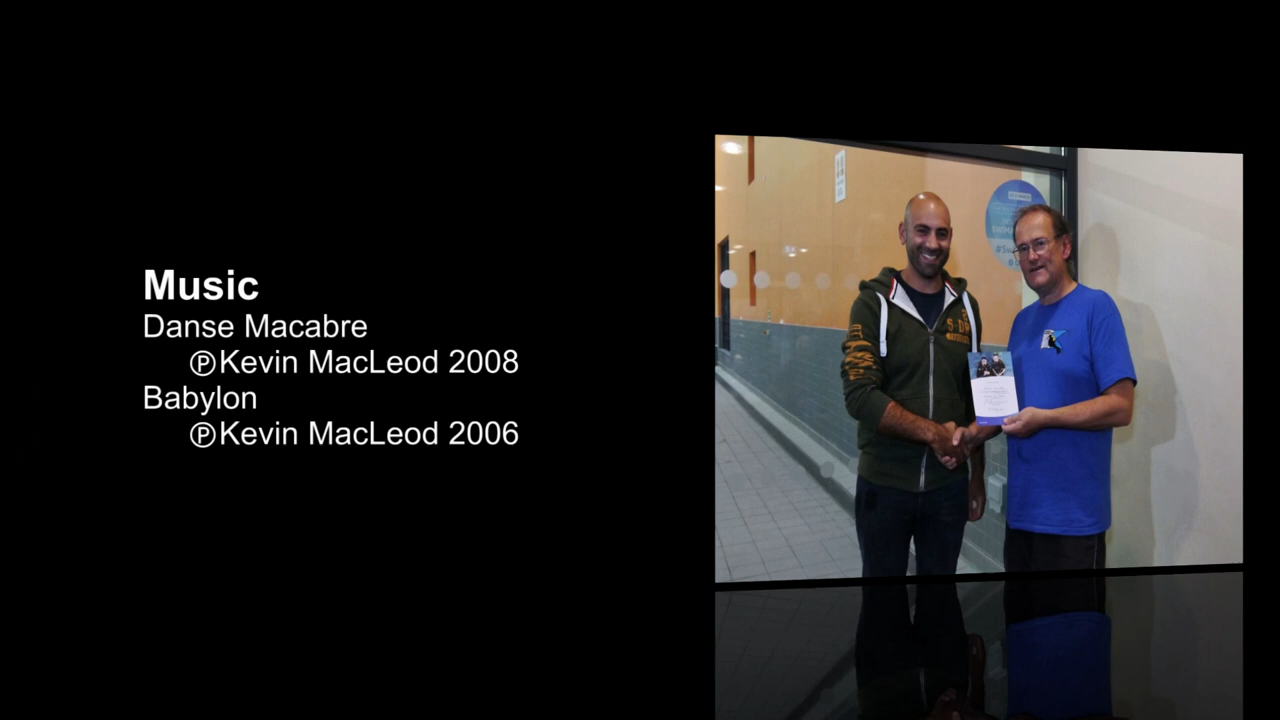 Music
Danse Macabre
℗Kevin MacLeod 2008
Babylon
℗Kevin MacLeod 2006